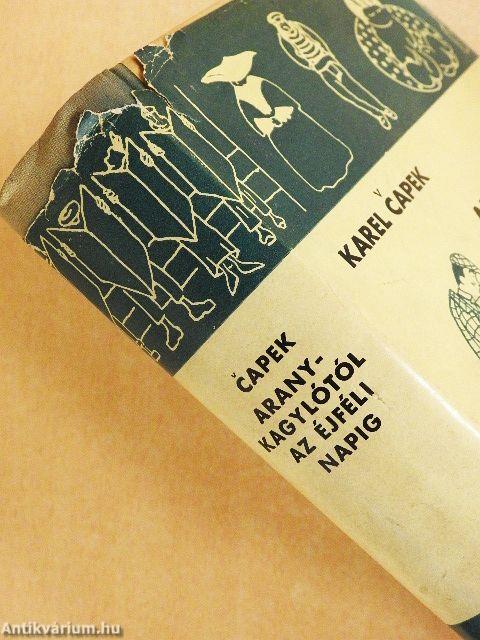 KAREL ČAPEK
ČAPEK
ARANY-
KAGYLÓTÓL
AZ ÉJFÉLI
NAPIG
Antikvárium.hu